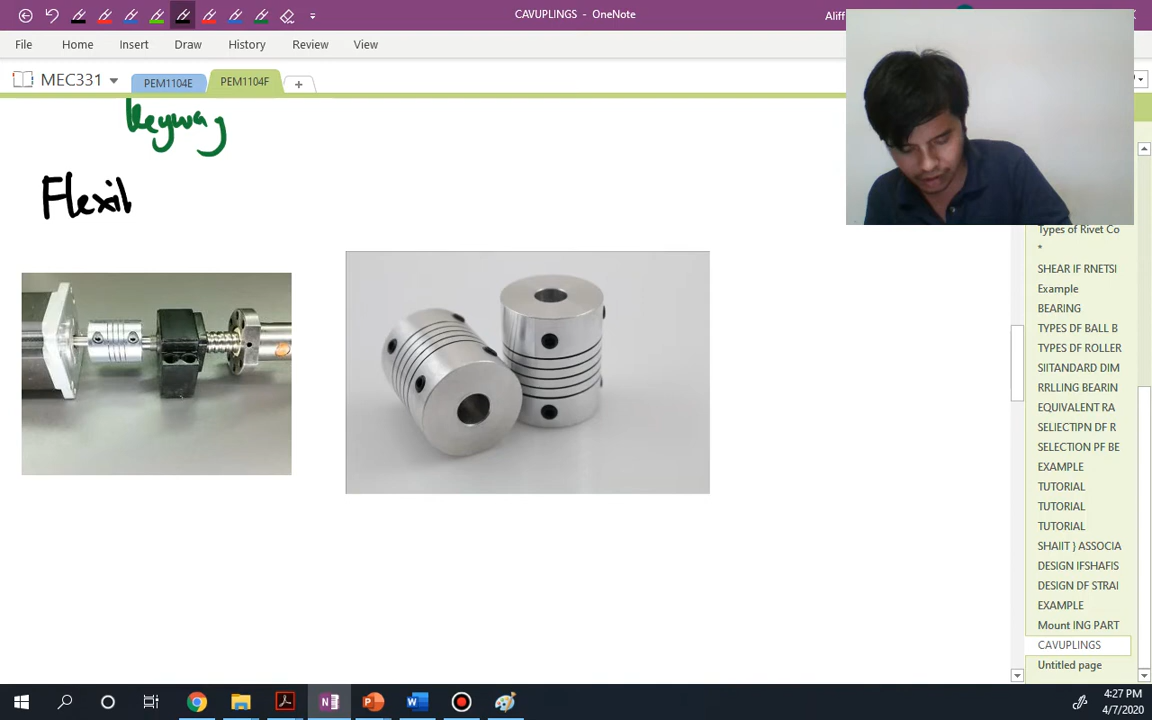 CAVUPLINGS - OneNote
Aliff
File Home Insert Draw History Review View
MEC331
PEM1104E
PEM1104F
keyway
Flexib
Types of Rivet Co
*
SHEAR IF RNETSI
Example
BEARING
TYPES DF BALL B
TYPES DF ROLLER
SIITANDARD DIM
RRLLING BEARIN
EQUIVALENT RA
SELIECTIPN DF R
SELECTION PF BE
EXAMPLE
TUTORIAL
TUTORIAL
TUTORIAL
SHAIIT } ASSOCIA
DESIGN IFSHAFIS
DESIGN DF STRAI
EXAMPLE
Mount ING PART
CAVUPLINGS
Untitled page
4:27 PM
4/7/2020